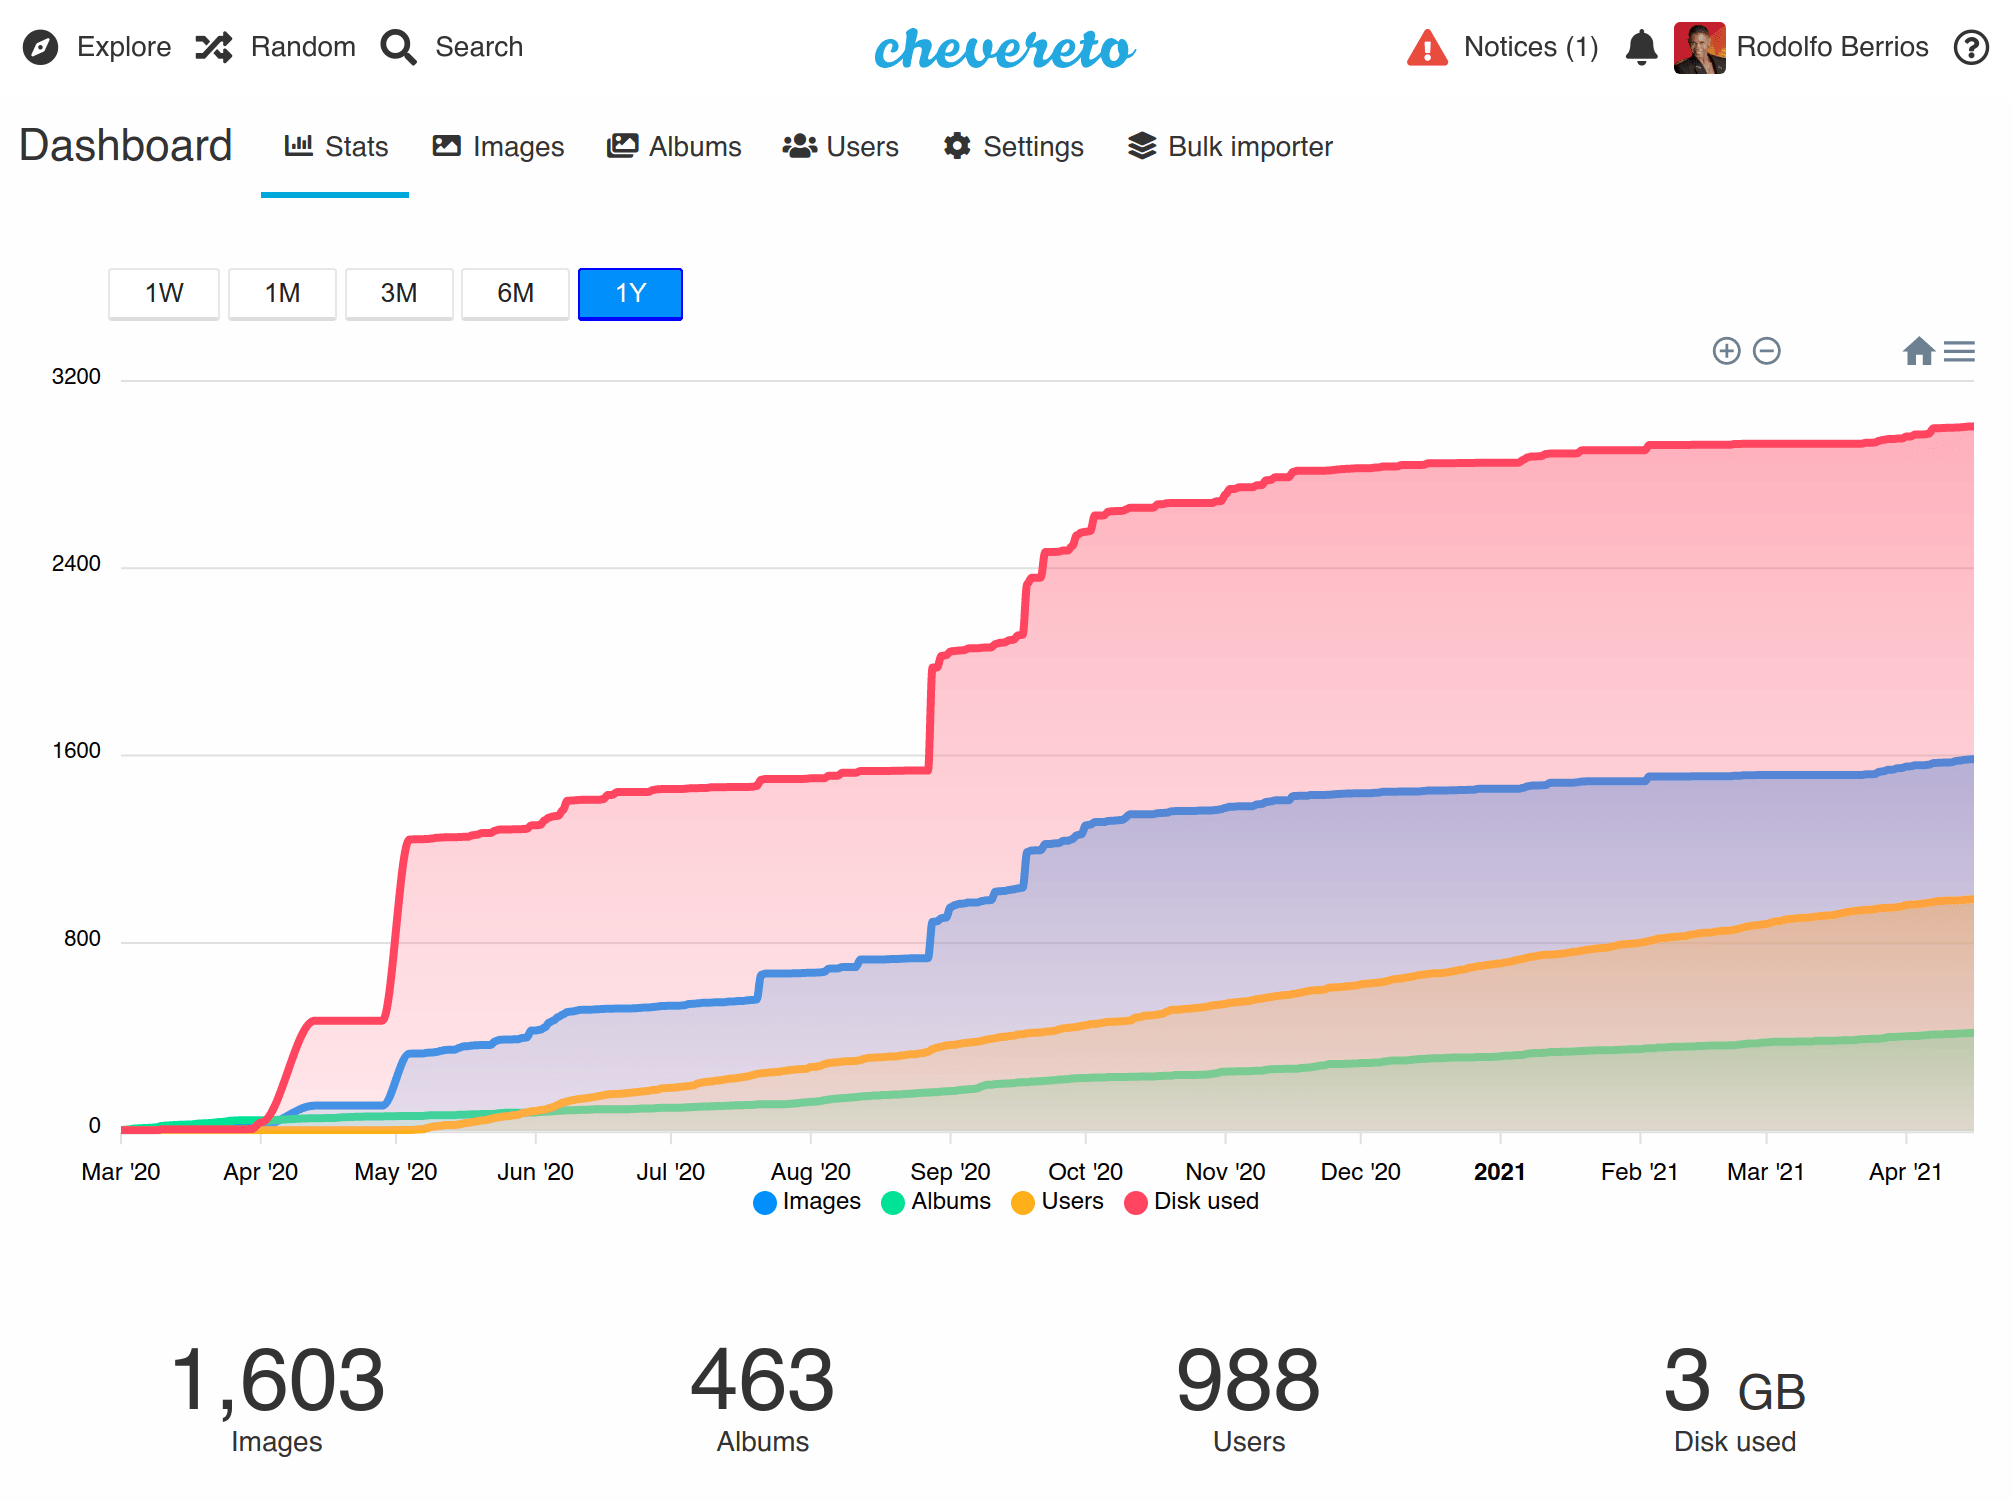 Explore Random Search chevereto Notices (1) Rodolfo Berrios
Dashboard Stats Images Albums Users Settings Bulk importer
1W 1M 3M 6M 1Y
3200
2400
1600
800
0
Mar '20 Apr '20 May '20 Jun '20 Jul '20 Aug '20 Sep '20 Oct '20 Nov '20 Dec '20 2021 Feb '21 Mar '21 Apr '21
Images Albums Users Disk used
1,603 463 988 3 GB
Images Albums Users Disk used